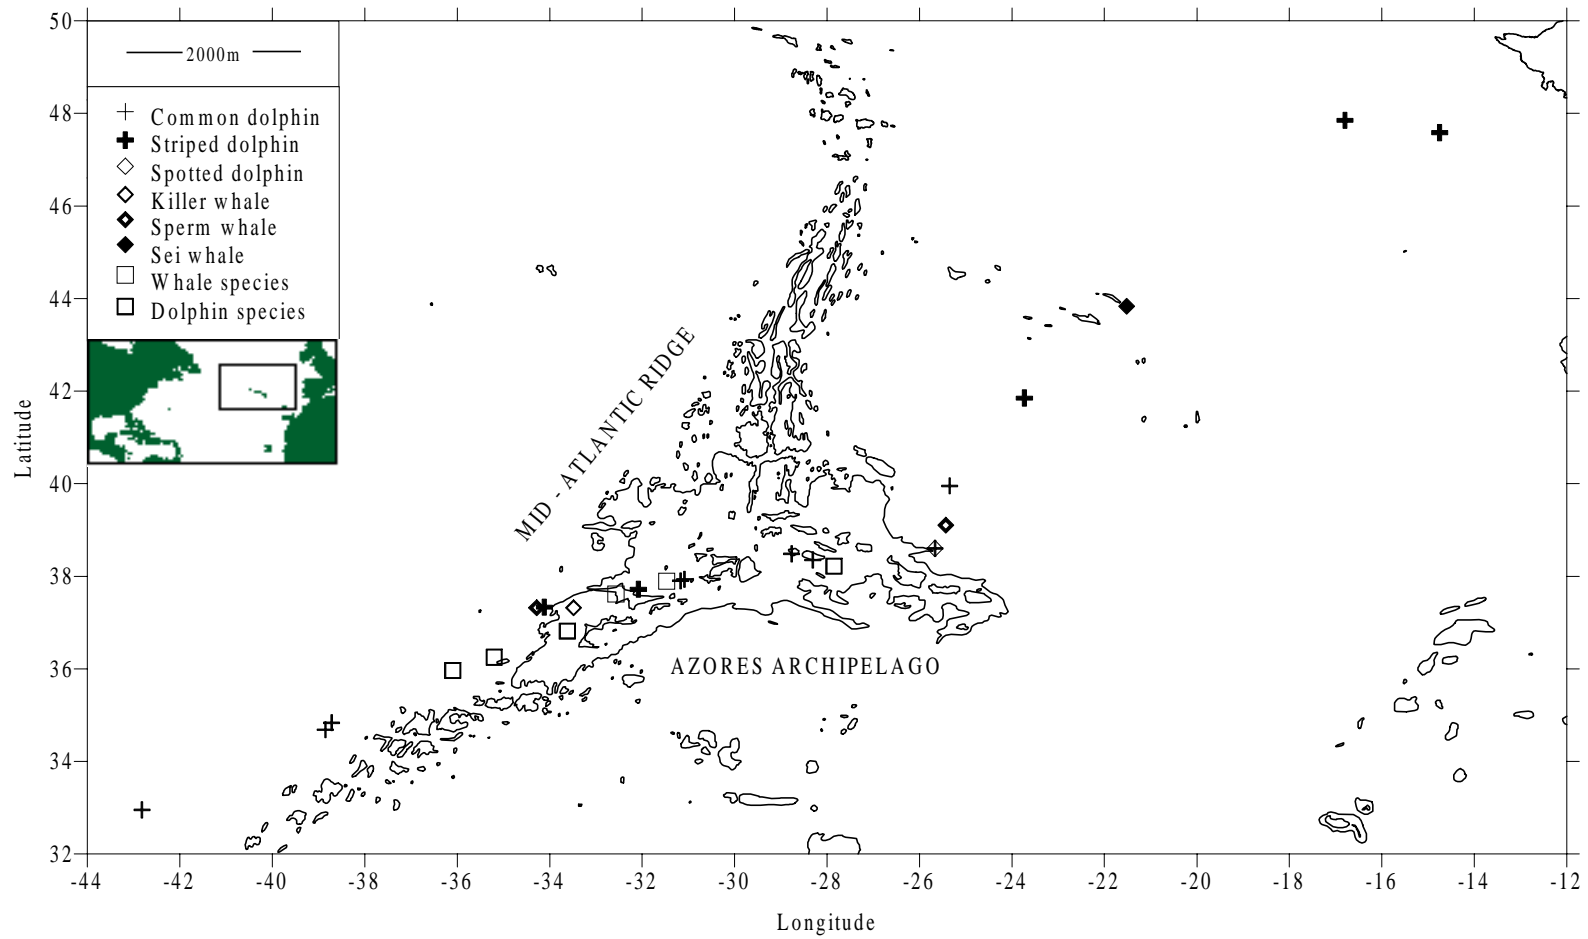 2000m
Common dolphin
Striped dolphin
Spotted dolphin
Killer whale
Sperm whale
Sei whale
Whale species
Dolphin species
MID - ATLANTIC RIDGE
AZORES ARCHIPELAGO
Latitude
50
48
46
44
42
40
38
36
34
32
-44 -42 -40 -38 -36 -34 -32 -30 -28 -26 -24 -22 -20 -18 -16 -14 -12
Longitude